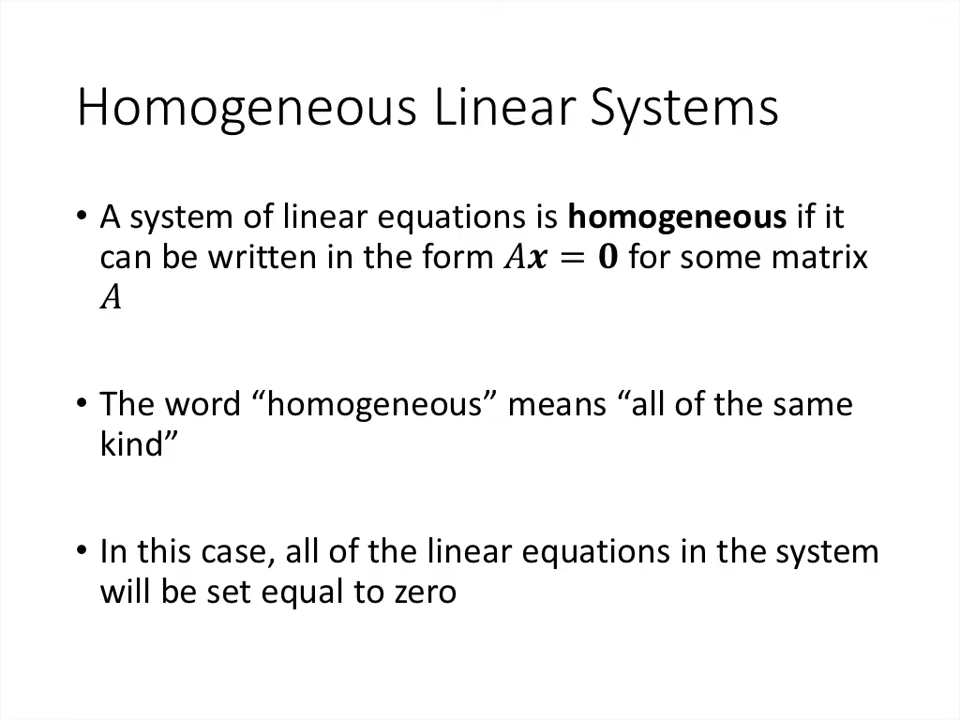 Homogeneous Linear Systems
• A system of linear equations is homogeneous if it
can be written in the form A𝒙 = 𝟎 for some matrix
A
• The word “homogeneous” means “all of the same
kind”
• In this case, all of the linear equations in the system
will be set equal to zero